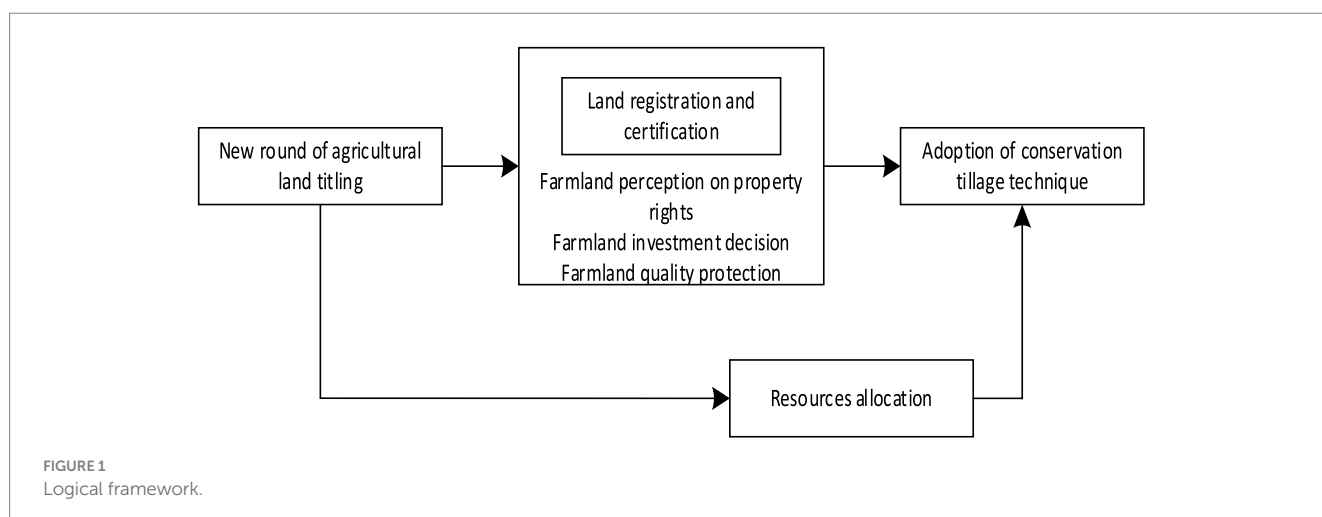 New round of agricultural
land titling
Land registration and
certification
Farmland perception on property
rights
Farmland investment decision
Farmland quality protection
Adoption of conservation
tillage technique
Resources allocation
FIGURE 1
Logical framework.